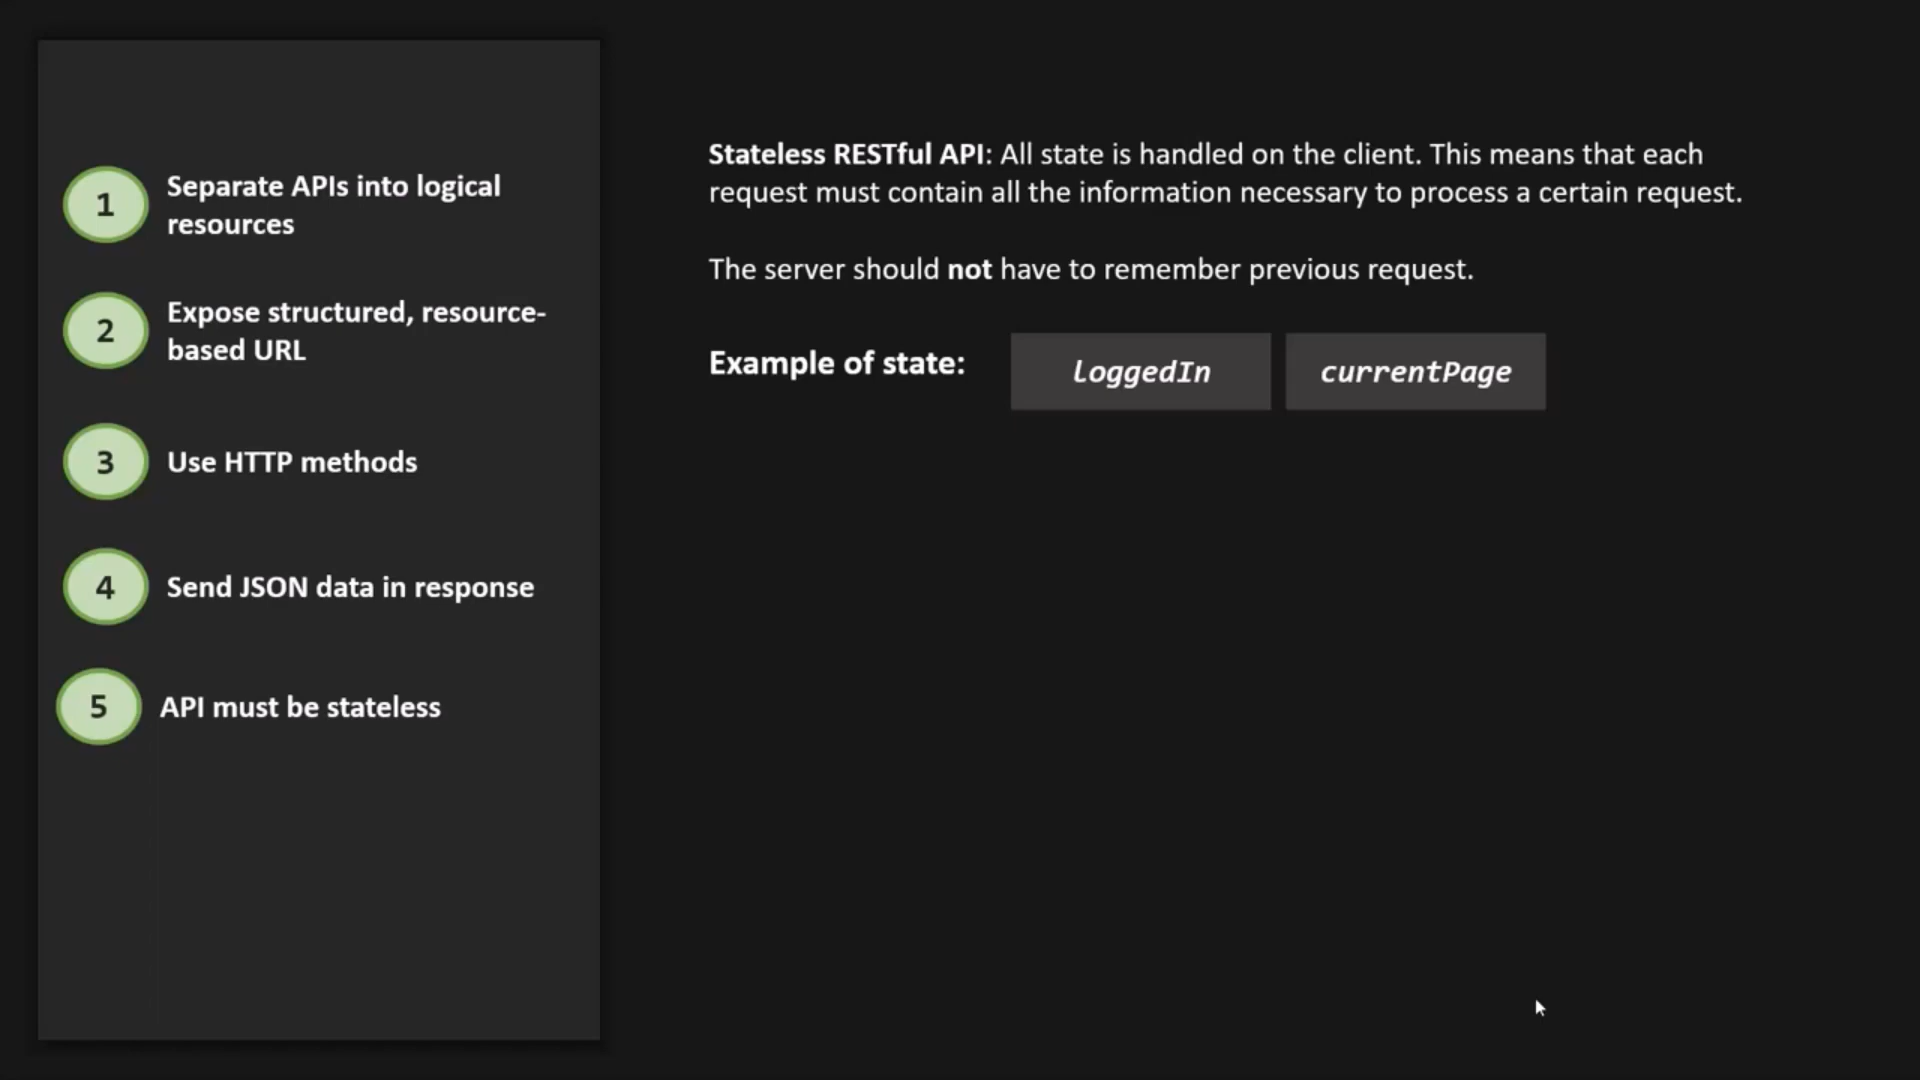 1
Separate APIs into logical
resources
2
Expose structured, resource-
based URL
3
Use HTTP methods
4
Send JSON data in response
5
API must be stateless
Stateless RESTful API: All state is handled on the client. This means that each
request must contain all the information necessary to process a certain request.
The server should not have to remember previous request.
Example of state:
loggedIn
currentPage